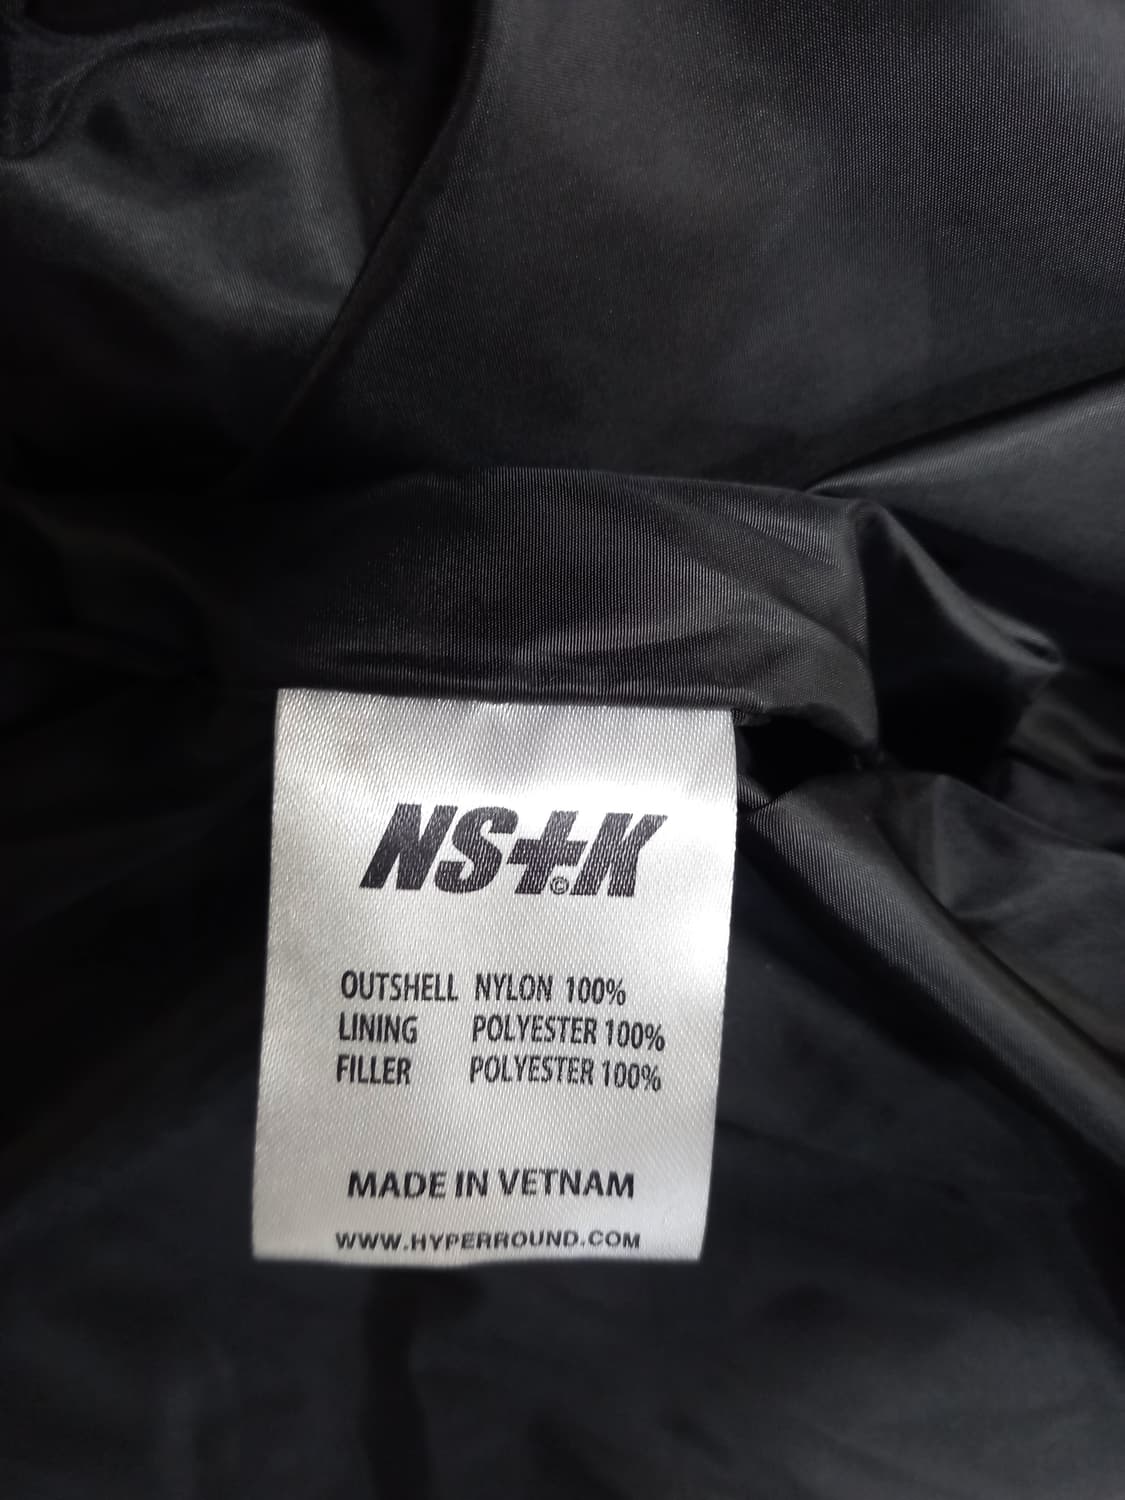 NS+K
©
OUTSHELL NYLON 100%
LINING POLYESTER 100%
FILLER POLYESTER 100%
MADE IN VETNAM
WWW.HYPERROUND.COM